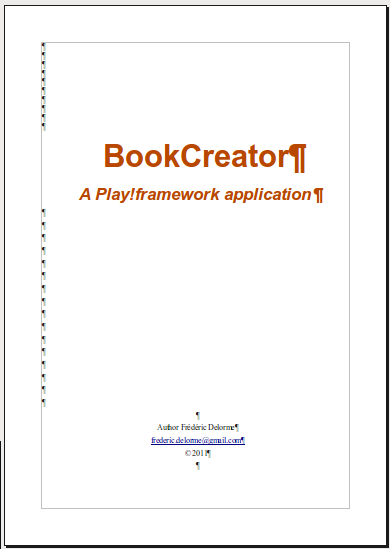 BookCreator¶
A Play!framework application¶
¶
Author Frédéric Delorme¶
frederic.delorme@gmail.com¶
©2011¶
¶